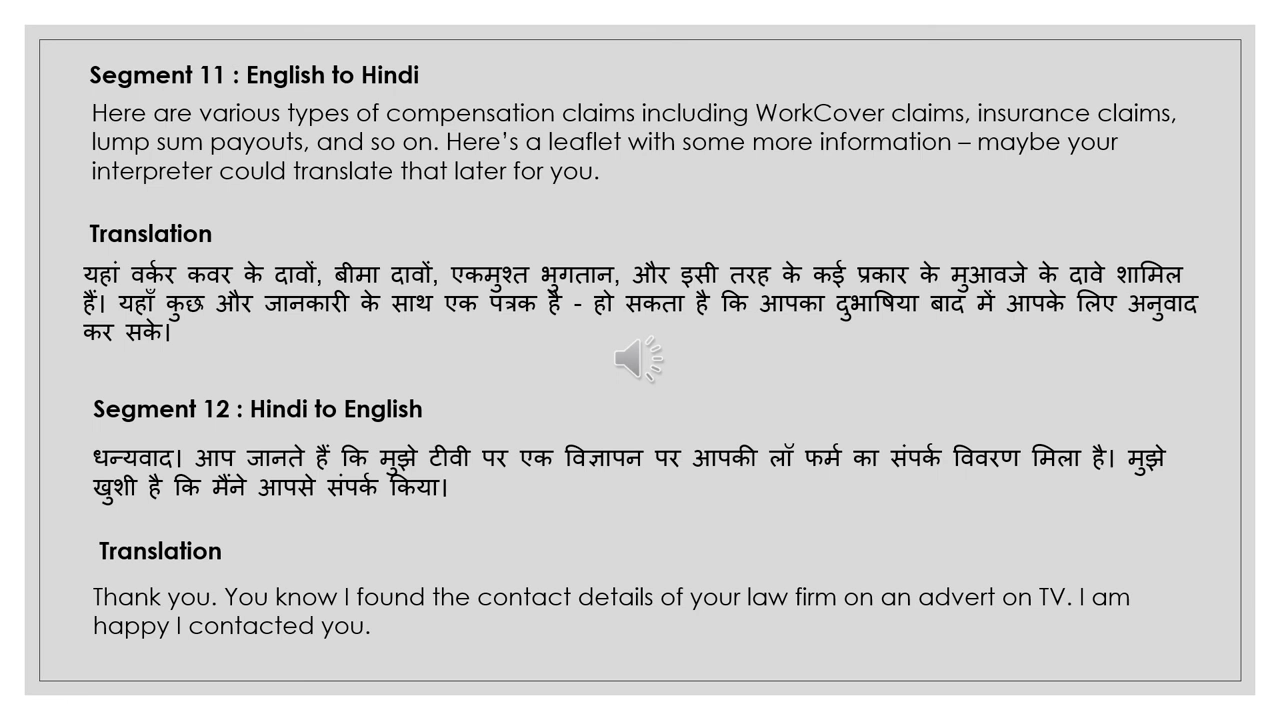 Segment 11 : English to Hindi
Here are various types of compensation claims including WorkCover claims, insurance claims,
lump sum payouts, and so on. Here’s a leaflet with some more information – maybe your
interpreter could translate that later for you.
Translation
यहां वर्कर कवर के दावों, बीमा दावों, एकमुश्त भुगतान, और इसी तरह के कई प्रकार के मुआवजे के दावे शामिल
हैं। यहाँ कुछ और जानकारी के साथ एक पत्रक है - हो सकता है कि आपका दुभाषिया बाद में आपके लिए अनुवाद
कर सके।
Segment 12 : Hindi to English
धन्यवाद। आप जानते हैं कि मुझे टीवी पर एक विज्ञापन पर आपकी लॉ फर्म का संपर्क विवरण मिला है। मुझे
खुशी है कि मैंने आपसे संपर्क किया।
Translation
Thank you. You know I found the contact details of your law firm on an advert on TV. I am
happy I contacted you.